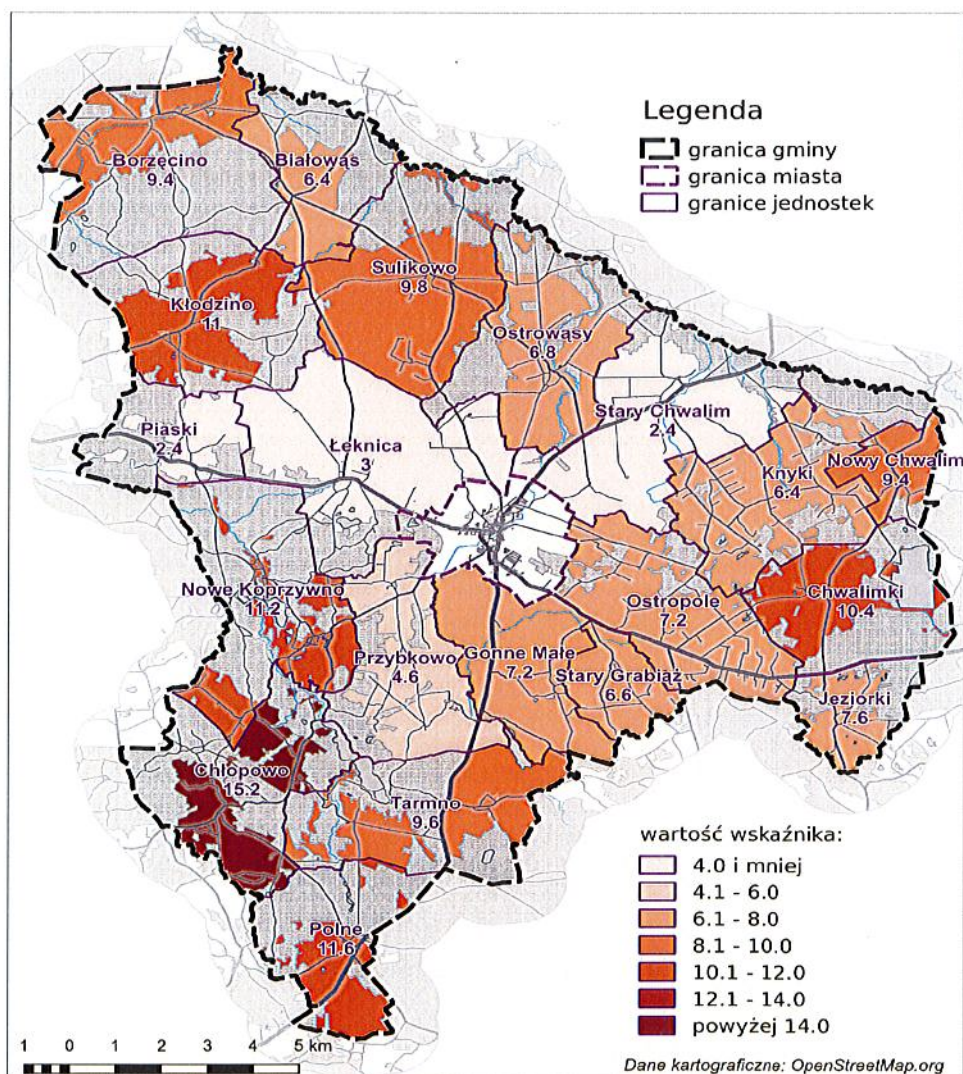 Legenda
granica gminy
granica miasta
granice jednostek
Borzęcino
9.4
Białowąs
6.4
Sulikowo
9.8
Kłodzino
11
Ostrowąsy
6.8
Stary Chwalim
2.4
Piaski
2.4
Łeknica
3
Knyki
6.4
Nowy Chwalim
9.4
Nowe Koprzywno
11.2
Chwalimki
10.4
Ostropole
7.2
Przybkowo
4.6
Gonne Małe
7.2
Stary Grabiąż
6.6
Jeziorki
7.6
Chłopowo
15.2
Tarmno
9.6
Polne
11.6
wartość wskaźnika:
4.0 i mniej
4.1 - 6.0
6.1 - 8.0
8.1 - 10.0
10.1 - 12.0
12.1 - 14.0
powyżej 14.0
1 0 1 2 3 4 5 km
Dane kartograficzne: OpenStreetMap.org